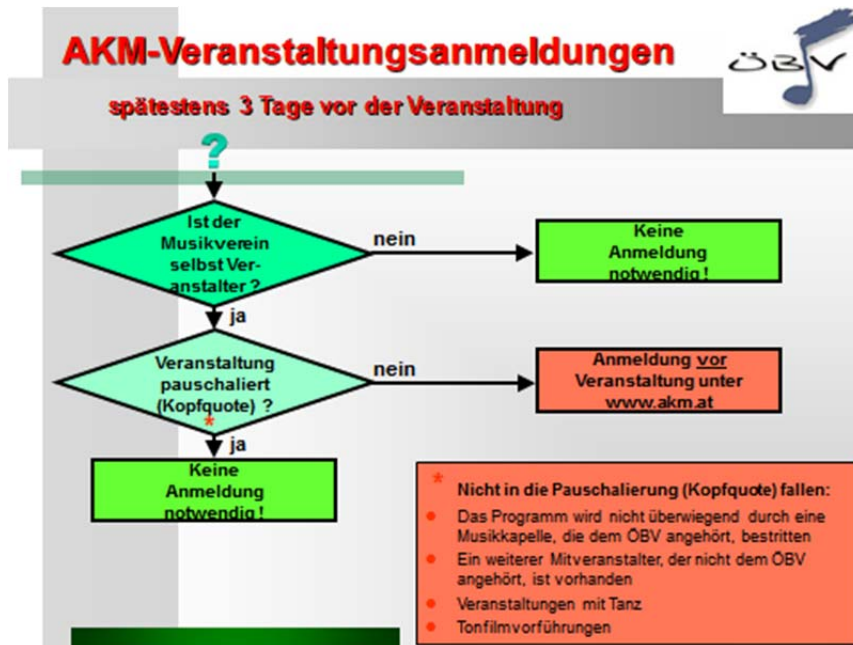 AKM-Veranstaltungsanmeldungen
ÖBV
spätestens 3 Tage vor der Veranstaltung
?
Ist der
Musikverein
selbst Ver-
anstalter ?
nein
Keine
Anmeldung
notwendig !
ja
Veranstaltung
pauschaliert
(Kopfquote) ?
*
nein
Anmeldung vor
Veranstaltung unter
www.akm.at
ja
Keine
Anmeldung
notwendig !
* Nicht in die Pauschalierung (Kopfquote) fallen:
• Das Programm wird nicht überwiegend durch eine
Musikkapelle, die dem ÖBV angehört, bestritten
• Ein weiterer Mitveranstalter, der nicht dem ÖBV
angehört, ist vorhanden
• Veranstaltungen mit Tanz
• Tonfilmvorführungen